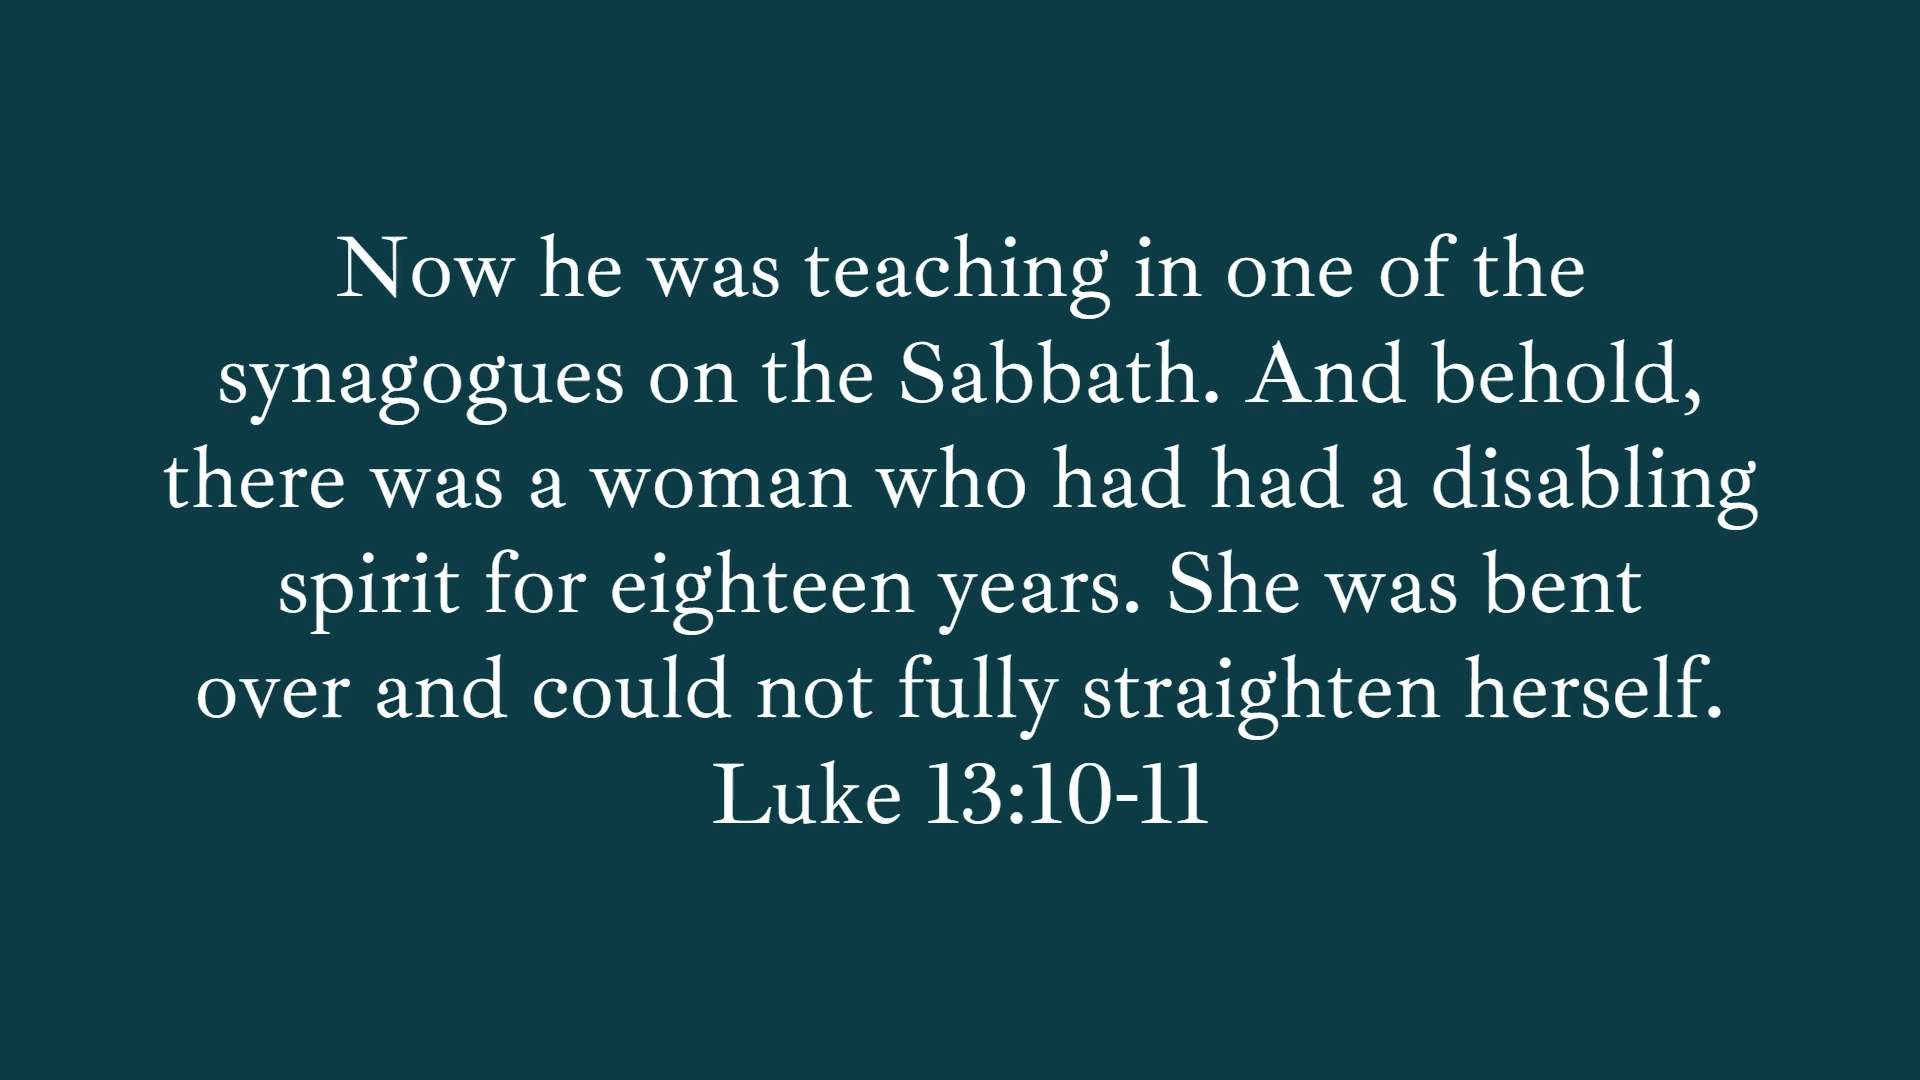 Now he was teaching in one of the
synagogues on the Sabbath. And behold,
there was a woman who had had a disabling
spirit for eighteen years. She was bent
over and could not fully straighten herself.
Luke 13:10-11